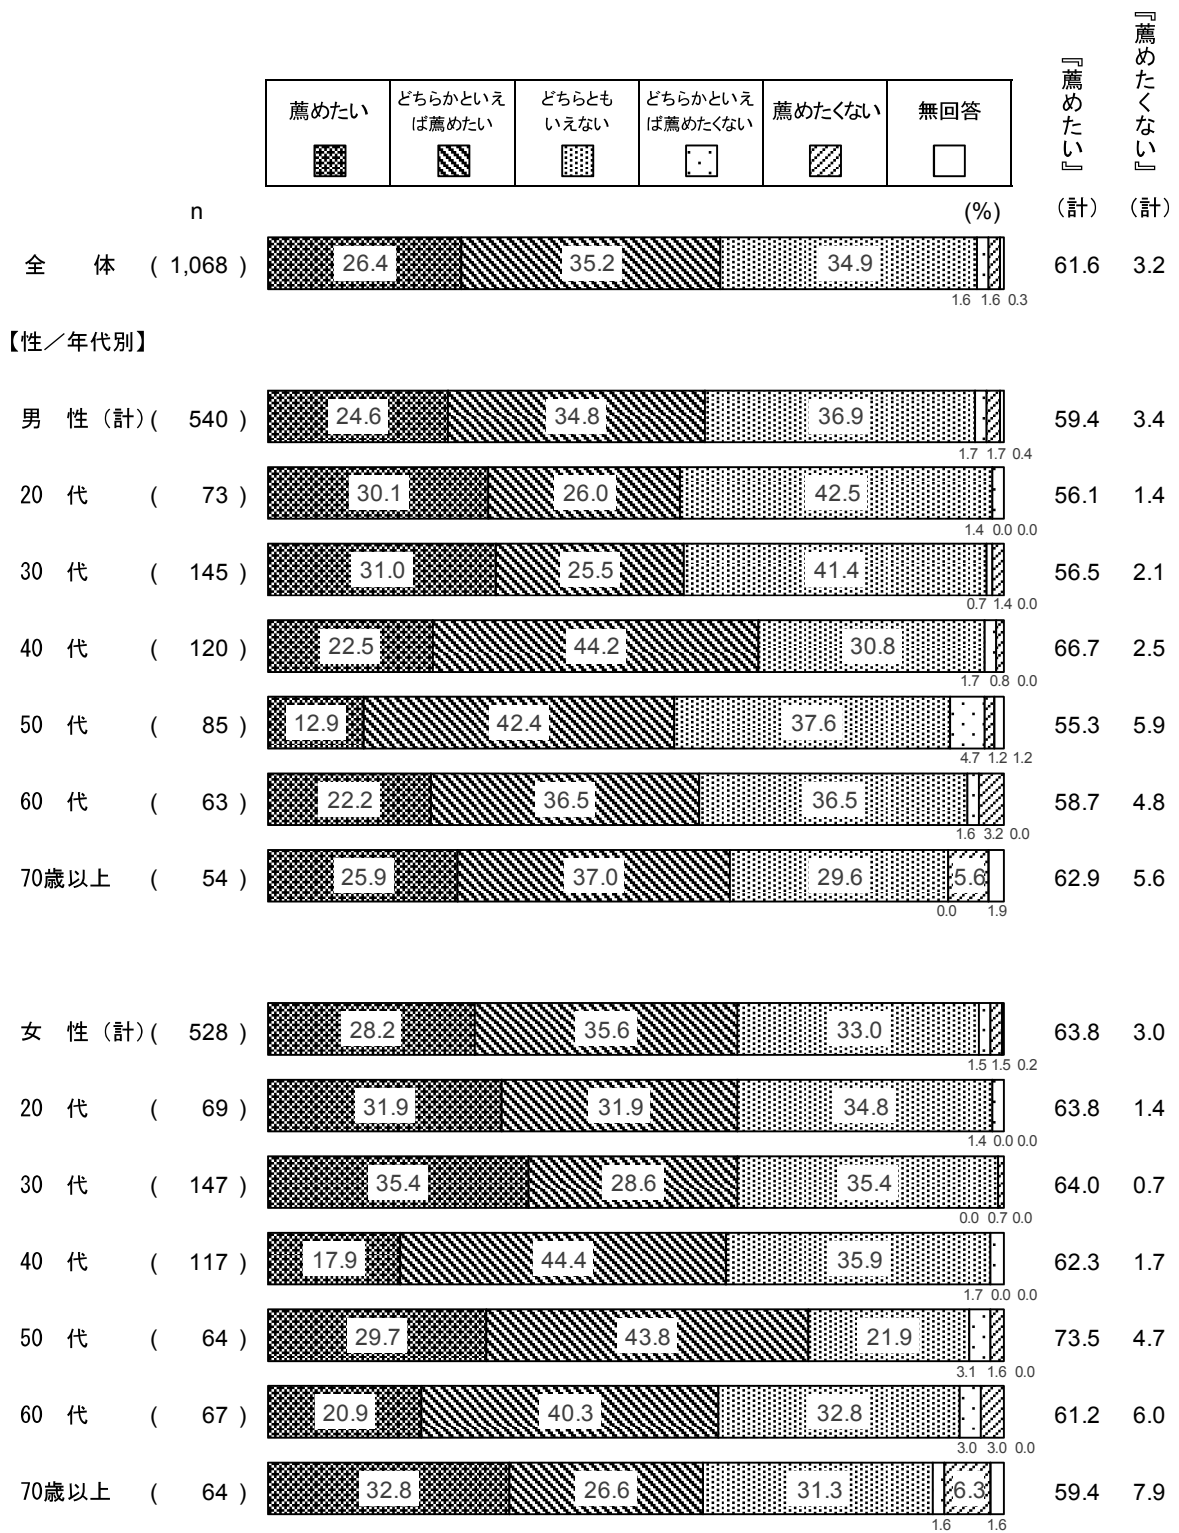 『薦めたい』
『薦めたくない』
薦めたい
どちらかといえ
ば薦めたい
どちらとも
いえない
どちらかといえ
ば薦めたくない
薦めたくない
無回答
n
(%)
（計）
（計）
全 体 ( 1,068 ) 26.4 35.2 34.9 61.6 3.2
1.6 1.6 0.3
【性／年代別】
男 性（計）( 540 ) 24.6 34.8 36.9 59.4 3.4
1.7 1.7 0.4
20 代 ( 73 ) 30.1 26.0 42.5 56.1 1.4
1.4 0.0 0.0
30 代 ( 145 ) 31.0 25.5 41.4 56.5 2.1
0.7 1.4 0.0
40 代 ( 120 ) 22.5 44.2 30.8 66.7 2.5
1.7 0.8 0.0
50 代 ( 85 ) 12.9 42.4 37.6 55.3 5.9
4.7 1.2 1.2
60 代 ( 63 ) 22.2 36.5 36.5 58.7 4.8
1.6 3.2 0.0
70歳以上 ( 54 ) 25.9 37.0 29.6 5.6 62.9 5.6
0.0 1.9
女 性（計）( 528 ) 28.2 35.6 33.0 63.8 3.0
1.5 1.5 0.2
20 代 ( 69 ) 31.9 31.9 34.8 63.8 1.4
1.4 0.0 0.0
30 代 ( 147 ) 35.4 28.6 35.4 64.0 0.7
0.0 0.7 0.0
40 代 ( 117 ) 17.9 44.4 35.9 62.3 1.7
1.7 0.0 0.0
50 代 ( 64 ) 29.7 43.8 21.9 73.5 4.7
3.1 1.6 0.0
60 代 ( 67 ) 20.9 40.3 32.8 61.2 6.0
3.0 3.0 0.0
70歳以上 ( 64 ) 32.8 26.6 31.3 6.3 59.4 7.9
1.6 1.6